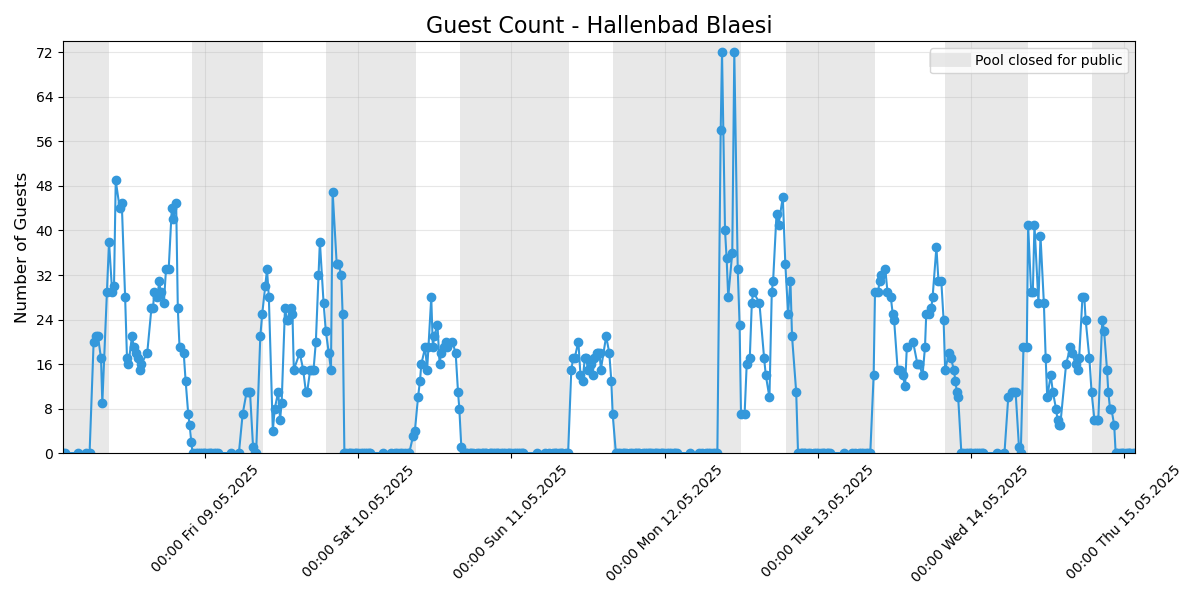 Guest Count - Hallenbad Blaesi
Pool closed for public
Number of Guests
72
64
56
48
40
32
24
16
8
0
00:00 Fri 09.05.2025
00:00 Sat 10.05.2025
00:00 Sun 11.05.2025
00:00 Mon 12.05.2025
00:00 Tue 13.05.2025
00:00 Wed 14.05.2025
00:00 Thu 15.05.2025